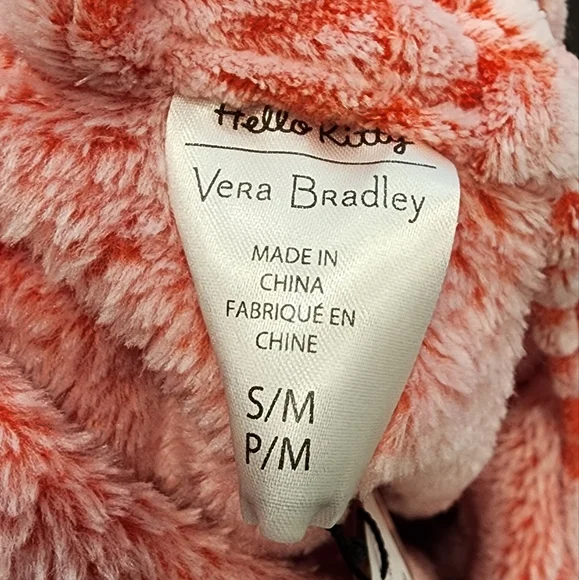 Hello Kitty
Vera Bradley
MADE IN
CHINA
FABRIQUÉ EN
CHINE
S/M
P/M